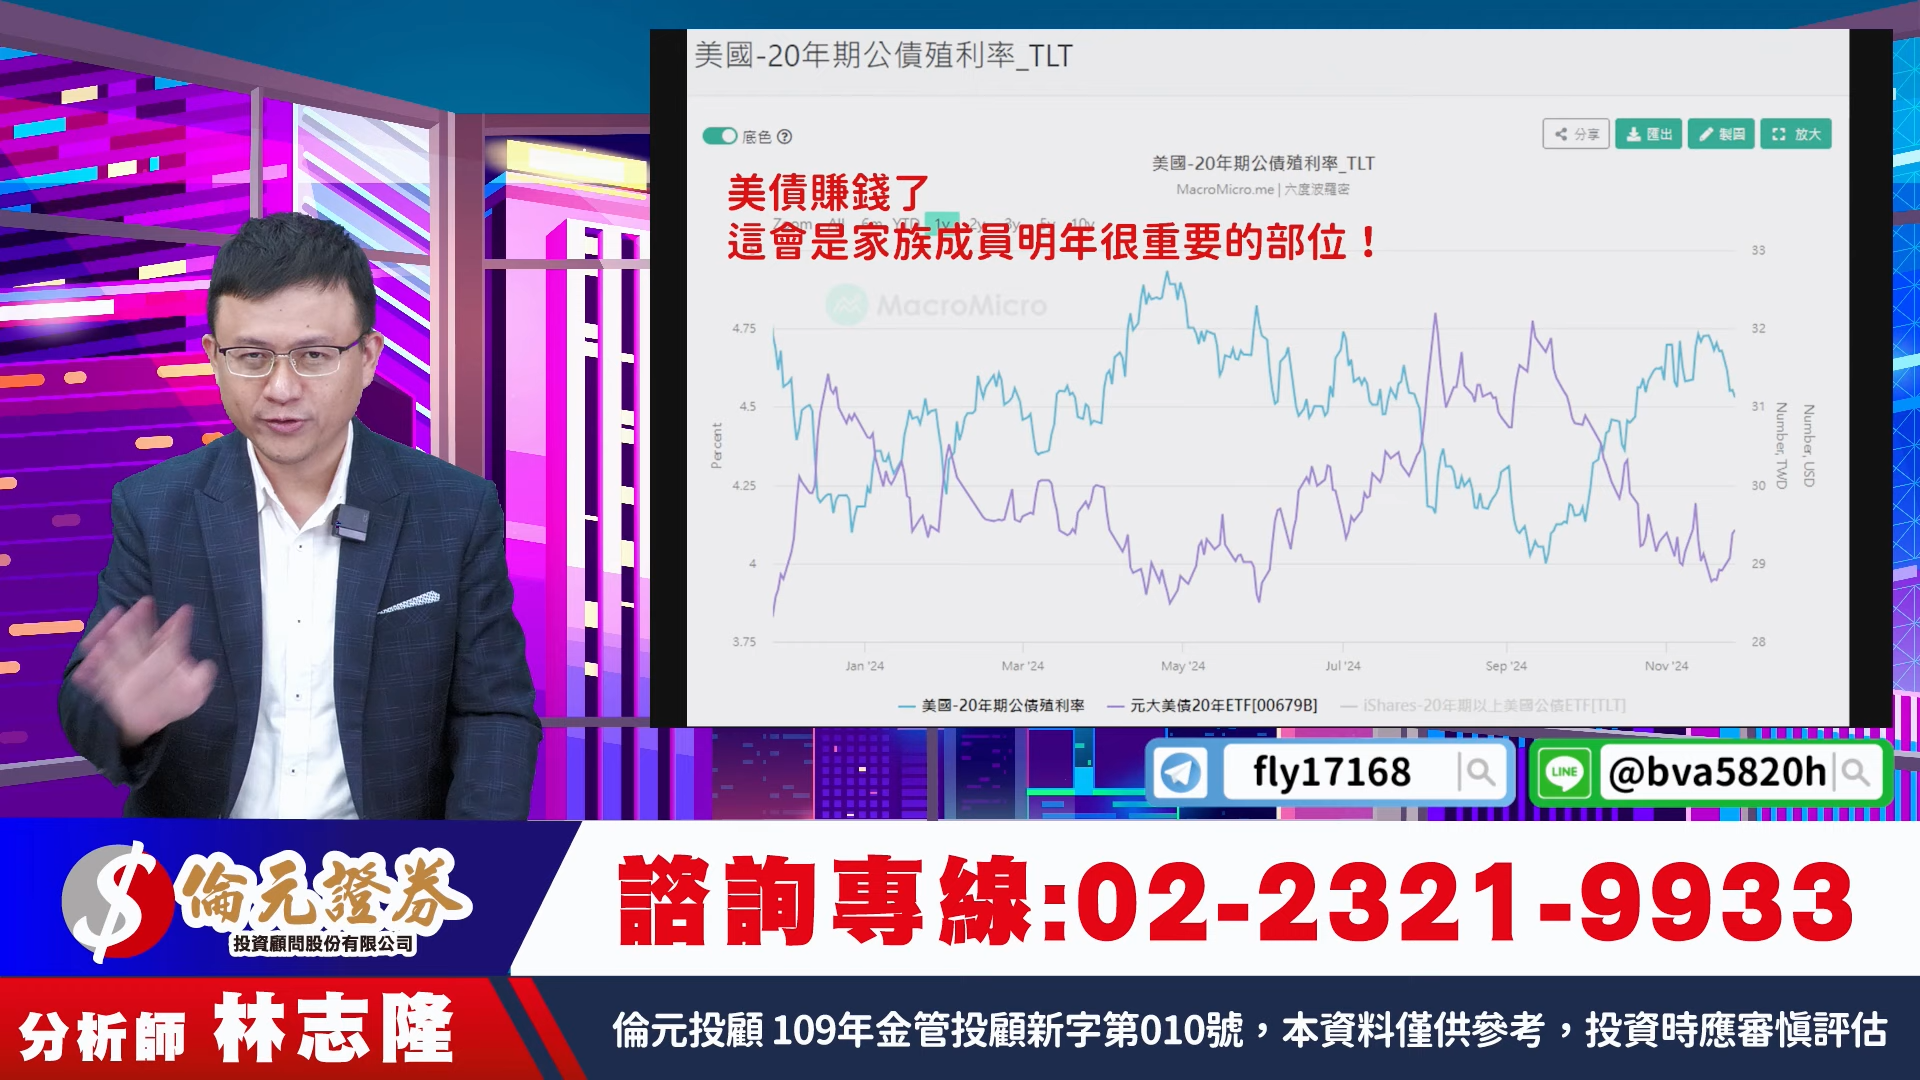 美國-20年期公債殖利率_TLT
底色
分享
匯出
製圖
放大
美國-20年期公債殖利率_TLT
MacroMicro.me | 六度波羅密
美債賺錢了
Zoom All 6m YTD 1y 2y 3y 5y 10y
這會是家族成員明年很重要的部位！
MacroMicro
33
4.75
32
4.5
31
4.25
30
4
29
3.75
28
Percent
Number, TWD
Number, USD
Jan '24
Mar '24
May '24
Jul '24
Sep '24
Nov '24
美國-20年期公債殖利率
元大美債20年ETF[00679B]
iShares-20年期以上美國公債ETF[TLT]
fly17168
LINE
@bva5820h
倫元證券
投資顧問股份有限公司
諮詢專線:02-2321-9933
分析師 林志隆
倫元投顧 109年金管投顧新字第010號，本資料僅供參考，投資時應審慎評估